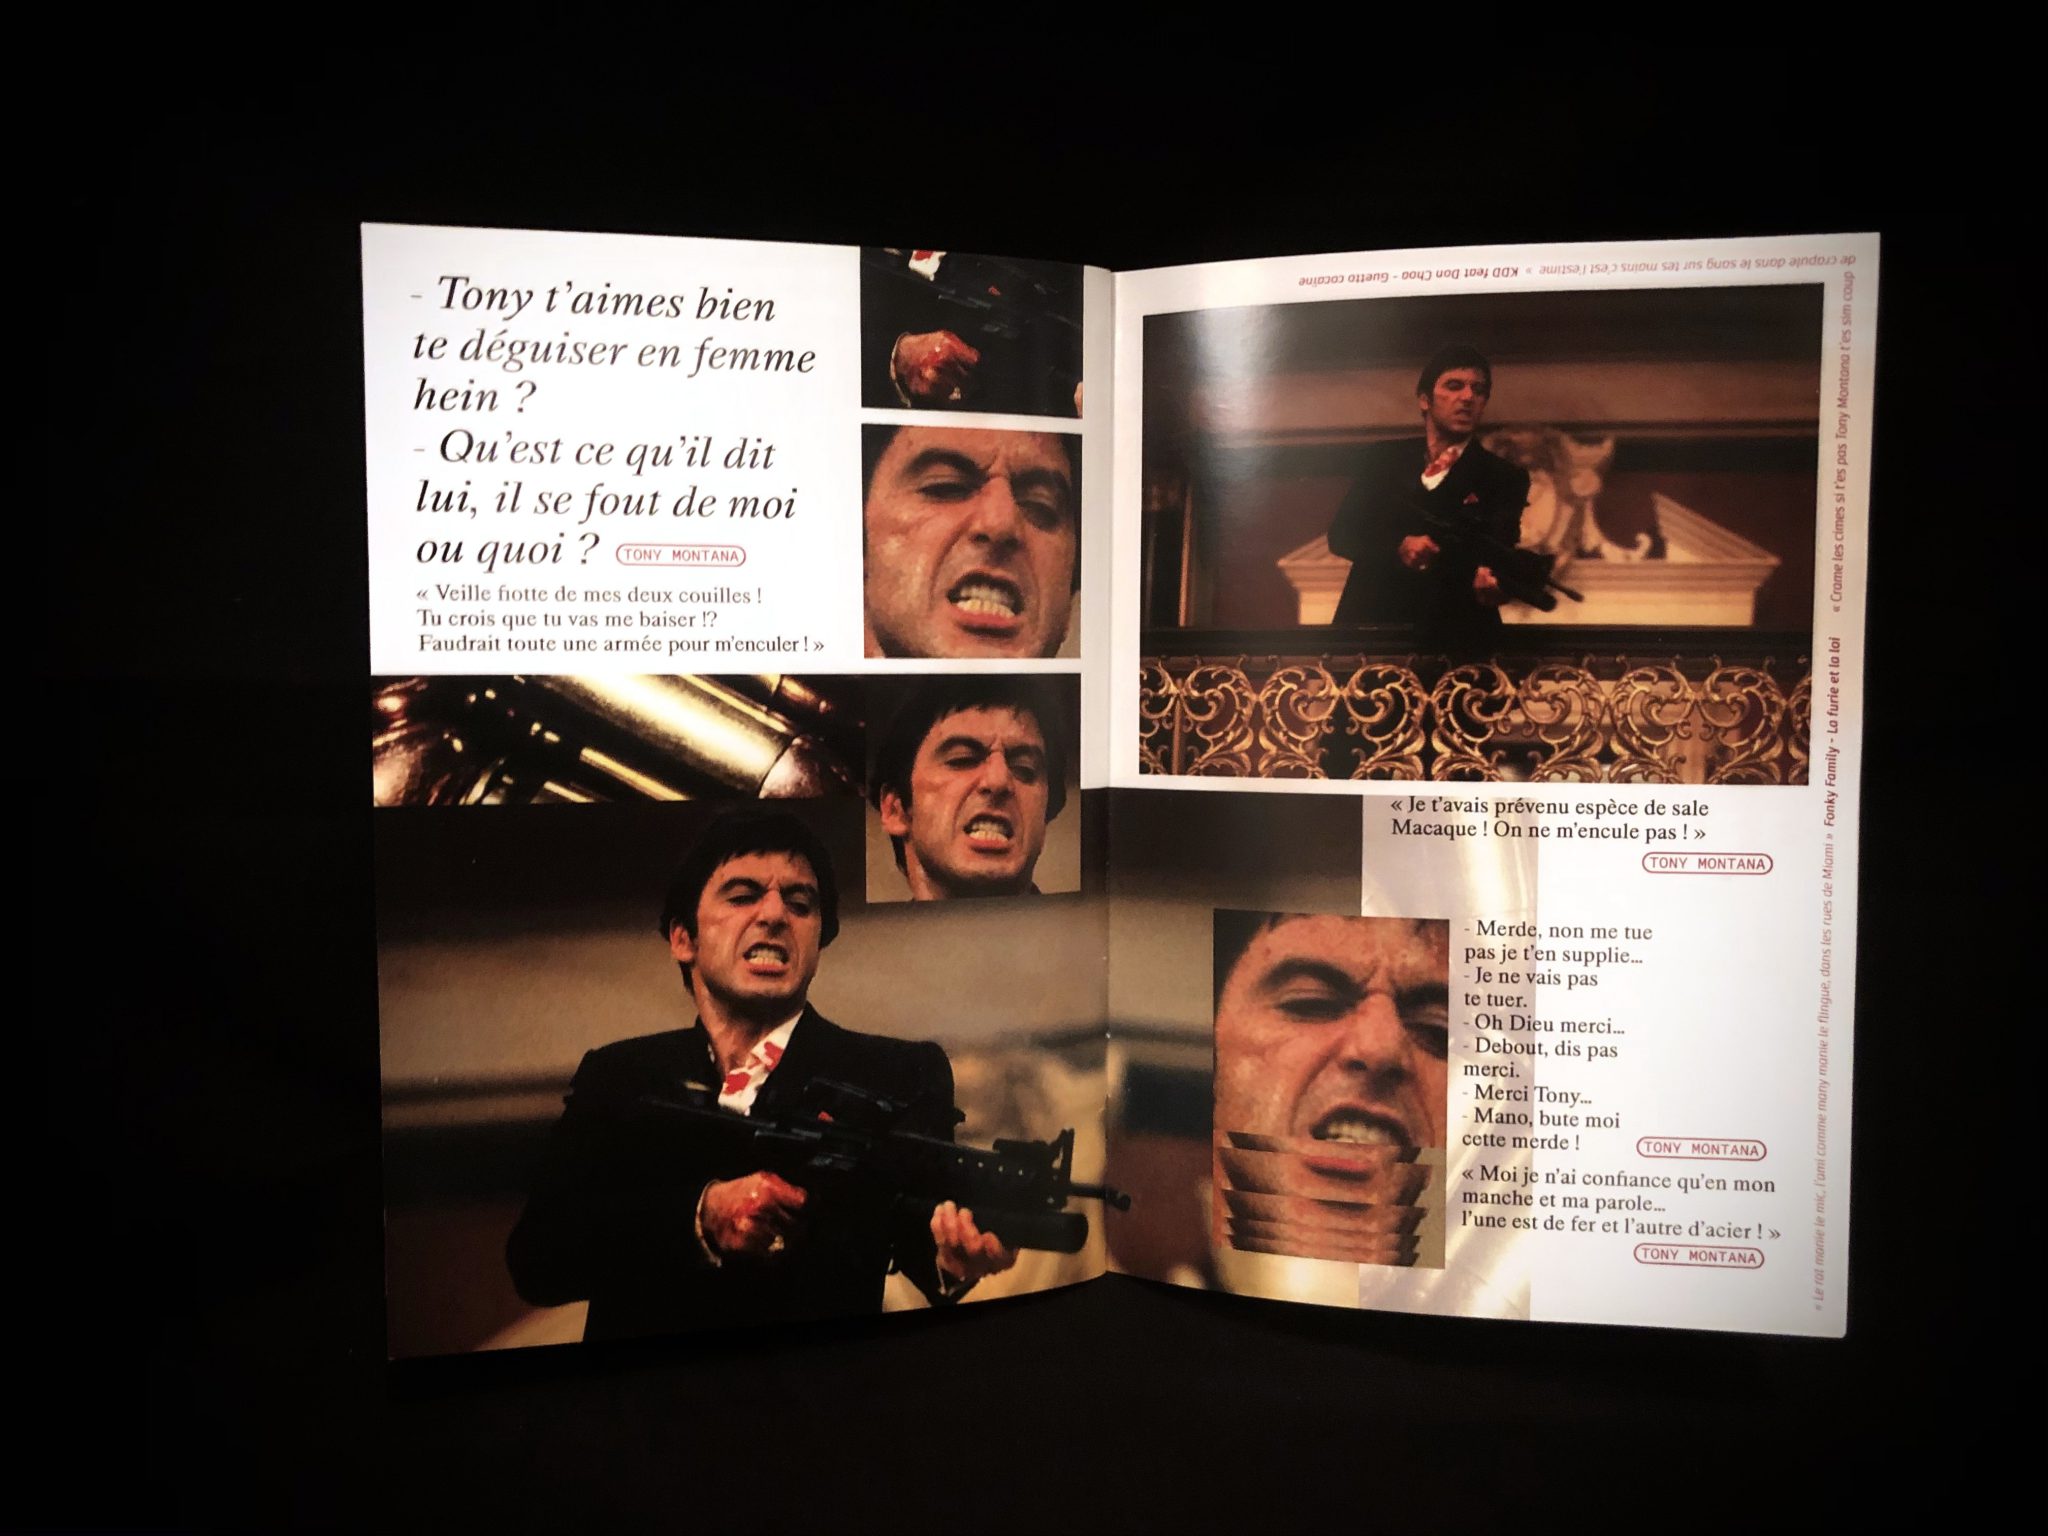 - Tony t'aimes bien
te déguiser en femme
hein ?
- Qu'est ce qu'il dit
lui, il se fout de moi
ou quoi ? TONY MONTANA
« Veille fiotte de mes deux couilles !
Tu crois que tu vas me baiser !?
Faudrait toute une armée pour m'enculer ! »
« Je t'avais prévenu espèce de sale
Macaque ! On ne m'encule pas ! »
TONY MONTANA
- Merde, non me tue
pas je t'en supplie...
- Je ne vais pas
te tuer.
- Oh Dieu merci...
- Debout, dis pas
merci.
- Merci Tony...
- Mano, bute moi
cette merde !
TONY MONTANA
« Moi je n'ai confiance qu'en mon
manche et ma parole...
l'une est de fer et l'autre d'acier ! »
TONY MONTANA
« Le rat manie le mic, l'ami comme many manie le flingue, dans les rues de Miami » Fonky Family - La furie et la loi « Crame les cimes si t'es pas Tony Montana t'es sim coup
de crapule dans le sang sur tes mains c'est l'estime » KDD feat Don Choa - Guetto cocaine